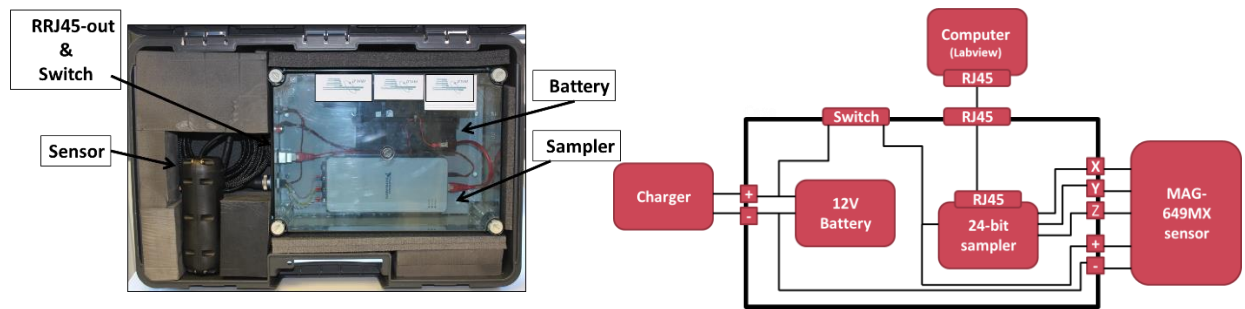 RRJ45-out
&
Switch
Sensor
Battery
Sampler
Computer
(Labview)
RJ45
Switch
RJ45
Charger
+
-
12V
Battery
RJ45
24-bit
sampler
X
Y
Z
+
-
MAG-
649MX
sensor